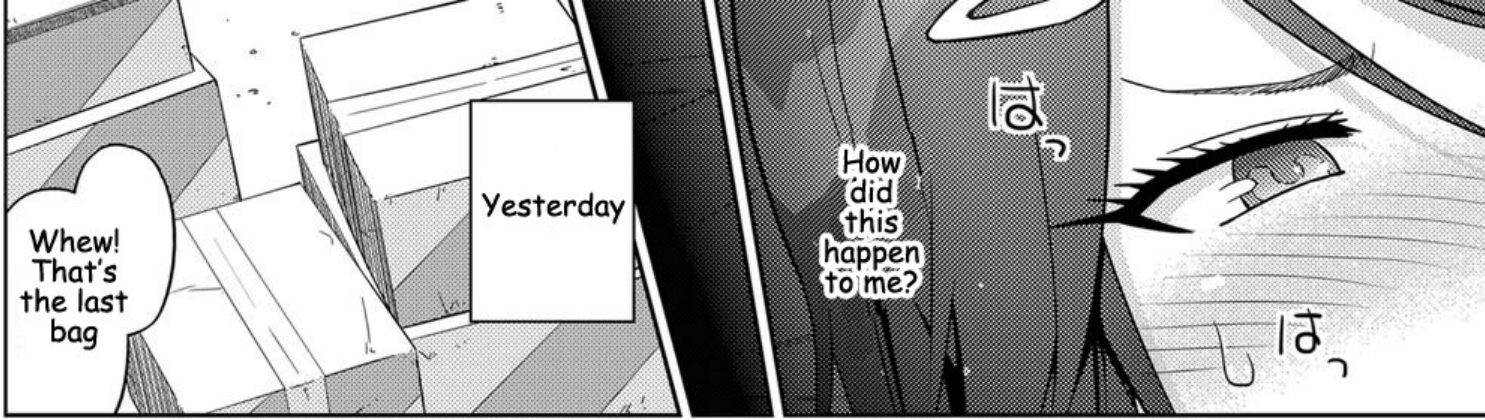 はっ
How
did
this
happen
to me?
はっ
Yesterday
Whew!
That's
the last
bag